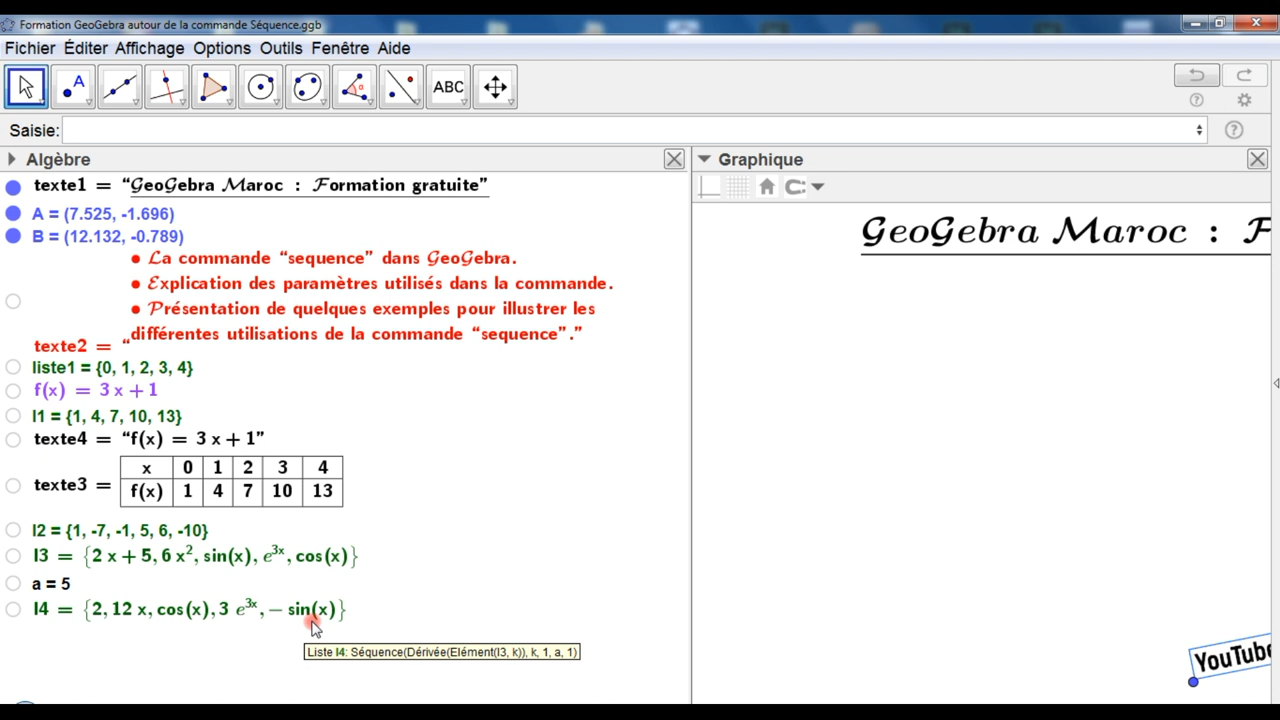 Formation GeoGebra autour de la commande Séquence.ggb
Fichier Éditer Affichage Options Outils Fenêtre Aide
A α ABC
Saisie:
Algèbre
Graphique
texte1 = “GeoGebra Maroc : Formation gratuite”
GeoGebra Maroc : F
A = (7.525, -1.696)
B = (12.132, -0.789)
• La commande “sequence” dans GeoGebra.
• Explication des paramètres utilisés dans la commande.
• Présentation de quelques exemples pour illustrer les
différentes utilisations de la commande “sequence”.”
texte2 = “
liste1 = {0, 1, 2, 3, 4}
f(x) = 3 x + 1
l1 = {1, 4, 7, 10, 13}
texte4 = “f(x) = 3 x + 1”
x 0 1 2 3 4
texte3 =
f(x) 1 4 7 10 13
l2 = {1, -7, -1, 5, 6, -10}
l3 = {2 x + 5, 6 x², sin(x), e³ˣ, cos(x)}
a = 5
l4 = {2, 12 x, cos(x), 3 e³ˣ, − sin(x)}
Liste l4: Séquence(Dérivée(Elément(l3, k)), k, 1, a, 1)
YouTube